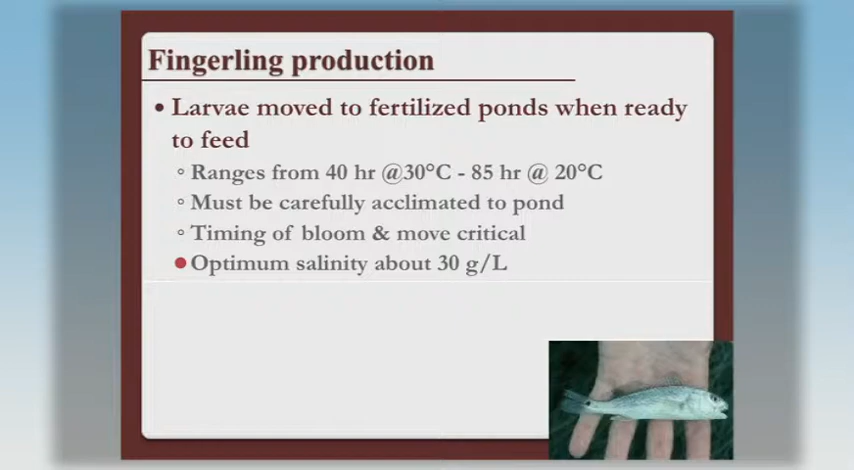 Fingerling production
• Larvae moved to fertilized ponds when ready
to feed
° Ranges from 40 hr @30°C - 85 hr @ 20°C
° Must be carefully acclimated to pond
° Timing of bloom & move critical
Optimum salinity about 30 g/L